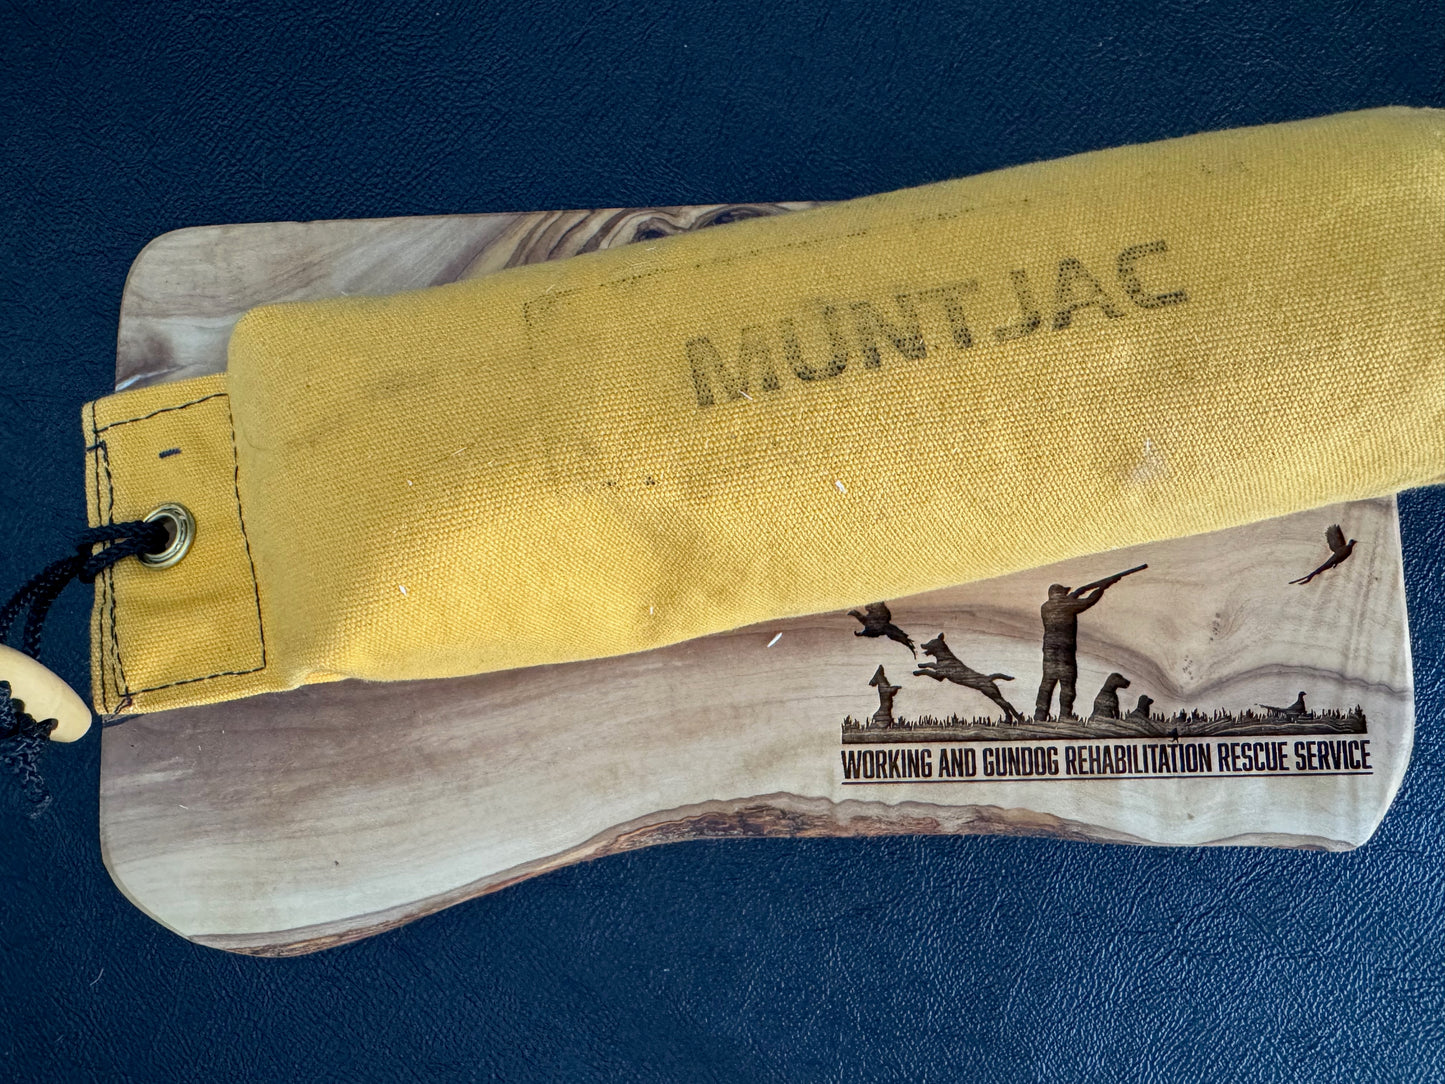 MUNTJAC
WORKING AND GUNDOG REHABILITATION RESCUE SERVICE